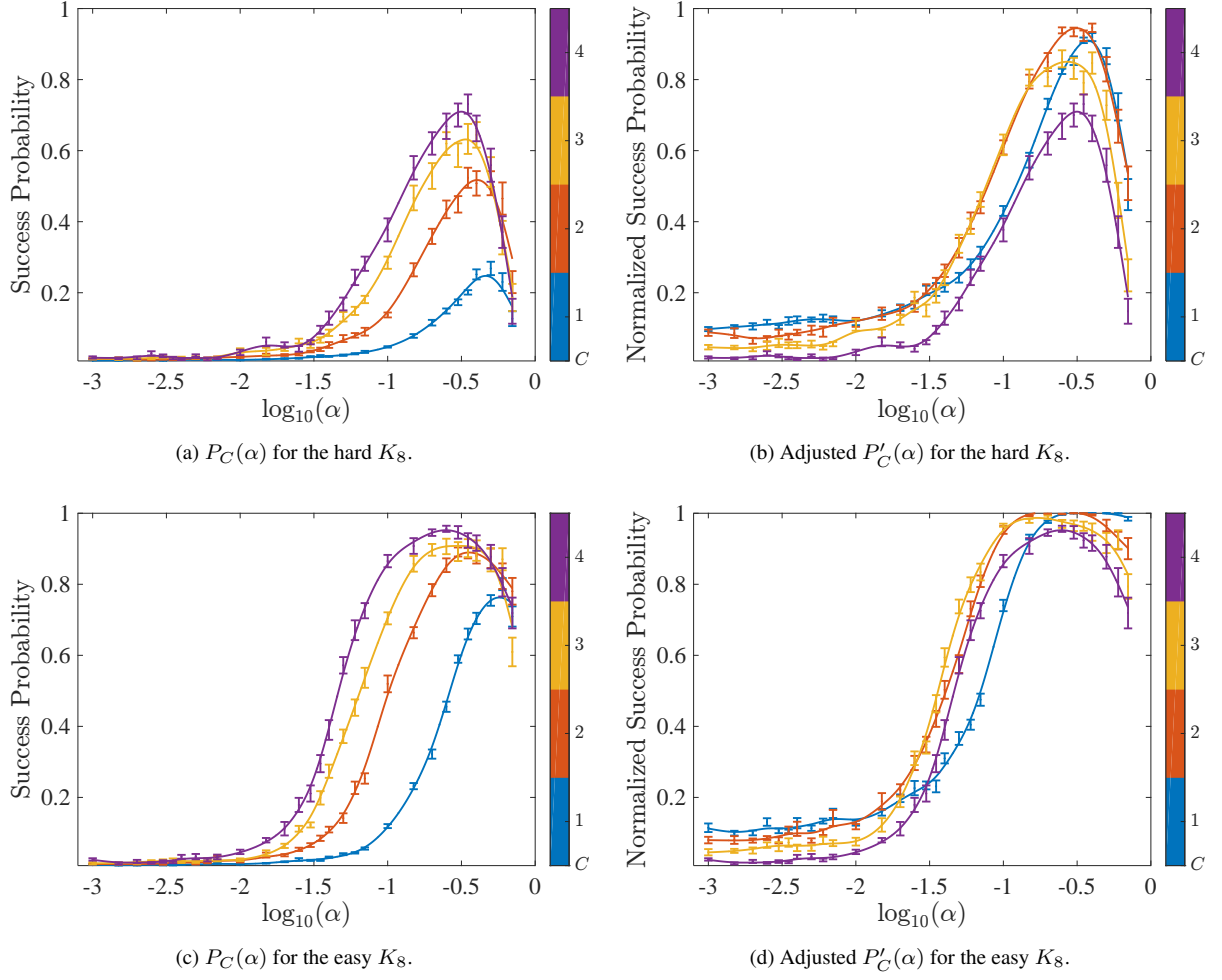 1
0.8
0.6
0.4
0.2
Success Probability
-3 -2.5 -2 -1.5 -1 -0.5 0
log₁₀(α)
4
3
2
1
C
(a) P_C(α) for the hard K₈.
1
0.8
0.6
0.4
0.2
Normalized Success Probability
-3 -2.5 -2 -1.5 -1 -0.5 0
log₁₀(α)
4
3
2
1
C
(b) Adjusted P′_C(α) for the hard K₈.
1
0.8
0.6
0.4
0.2
Success Probability
-3 -2.5 -2 -1.5 -1 -0.5 0
log₁₀(α)
4
3
2
1
C
(c) P_C(α) for the easy K₈.
1
0.8
0.6
0.4
0.2
Normalized Success Probability
-3 -2.5 -2 -1.5 -1 -0.5 0
log₁₀(α)
4
3
2
1
C
(d) Adjusted P′_C(α) for the easy K₈.